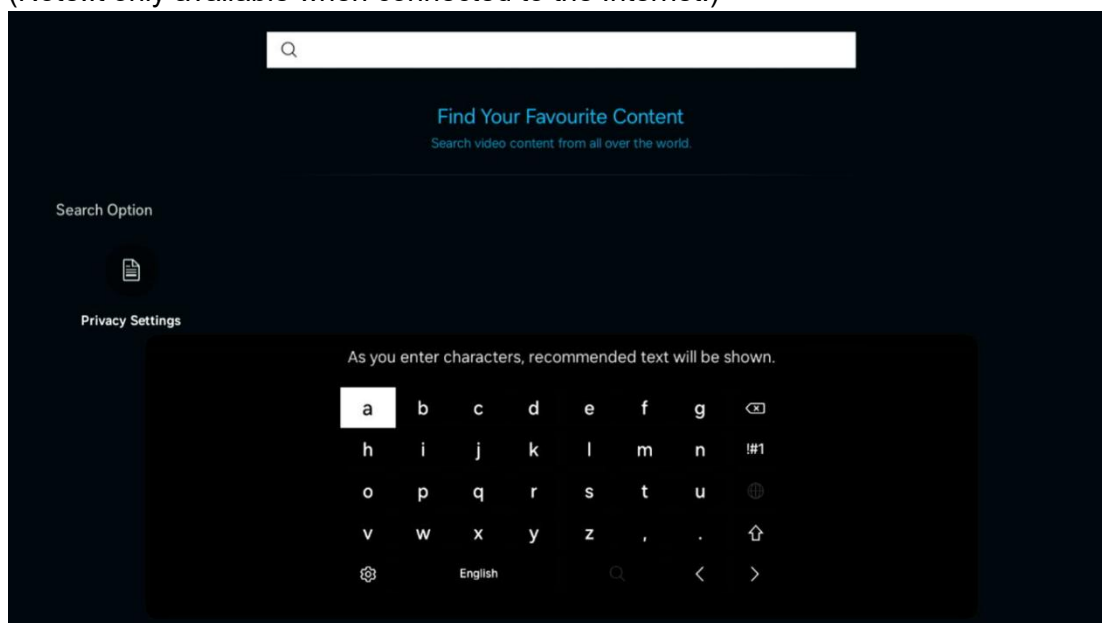 Find Your Favourite Content
Search video content from all over the world.
Search Option
Privacy Settings
As you enter characters, recommended text will be shown.
a b c d e f g
h i j k l m n !#1
o p q r s t u
v w x y z , .
English